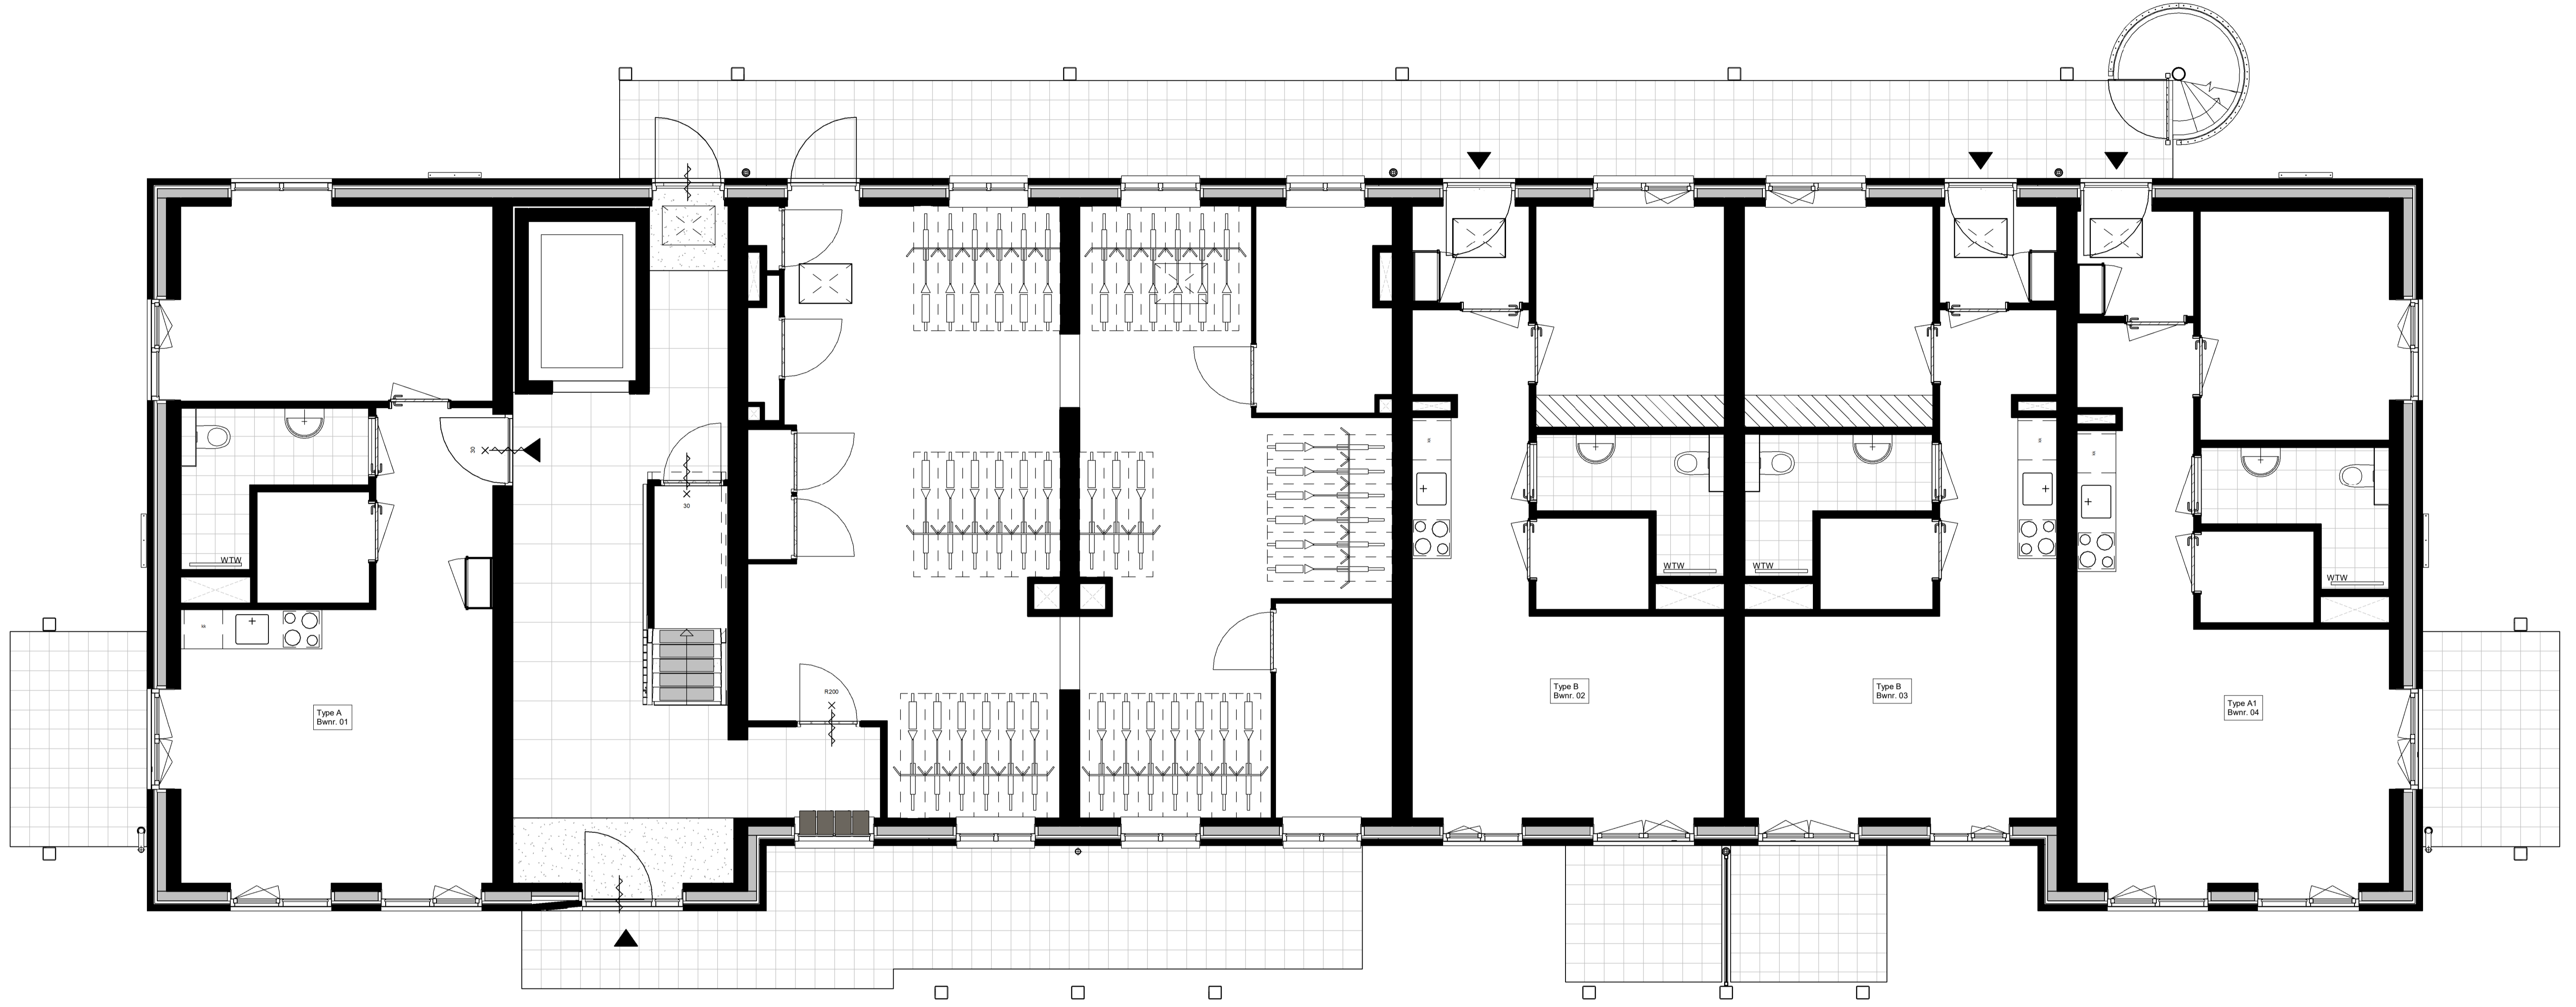 30
30
WTW
R200
Type A
Bwnr. 01
WTW
WTW
WTW
Type B
Bwnr. 02
Type B
Bwnr. 03
Type A1
Bwnr. 04